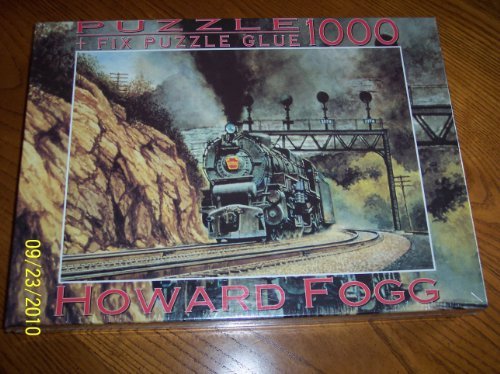 PUZZLE 1000
+ FIX PUZZLE GLUE
HOWARD FOGG
09/23/2010